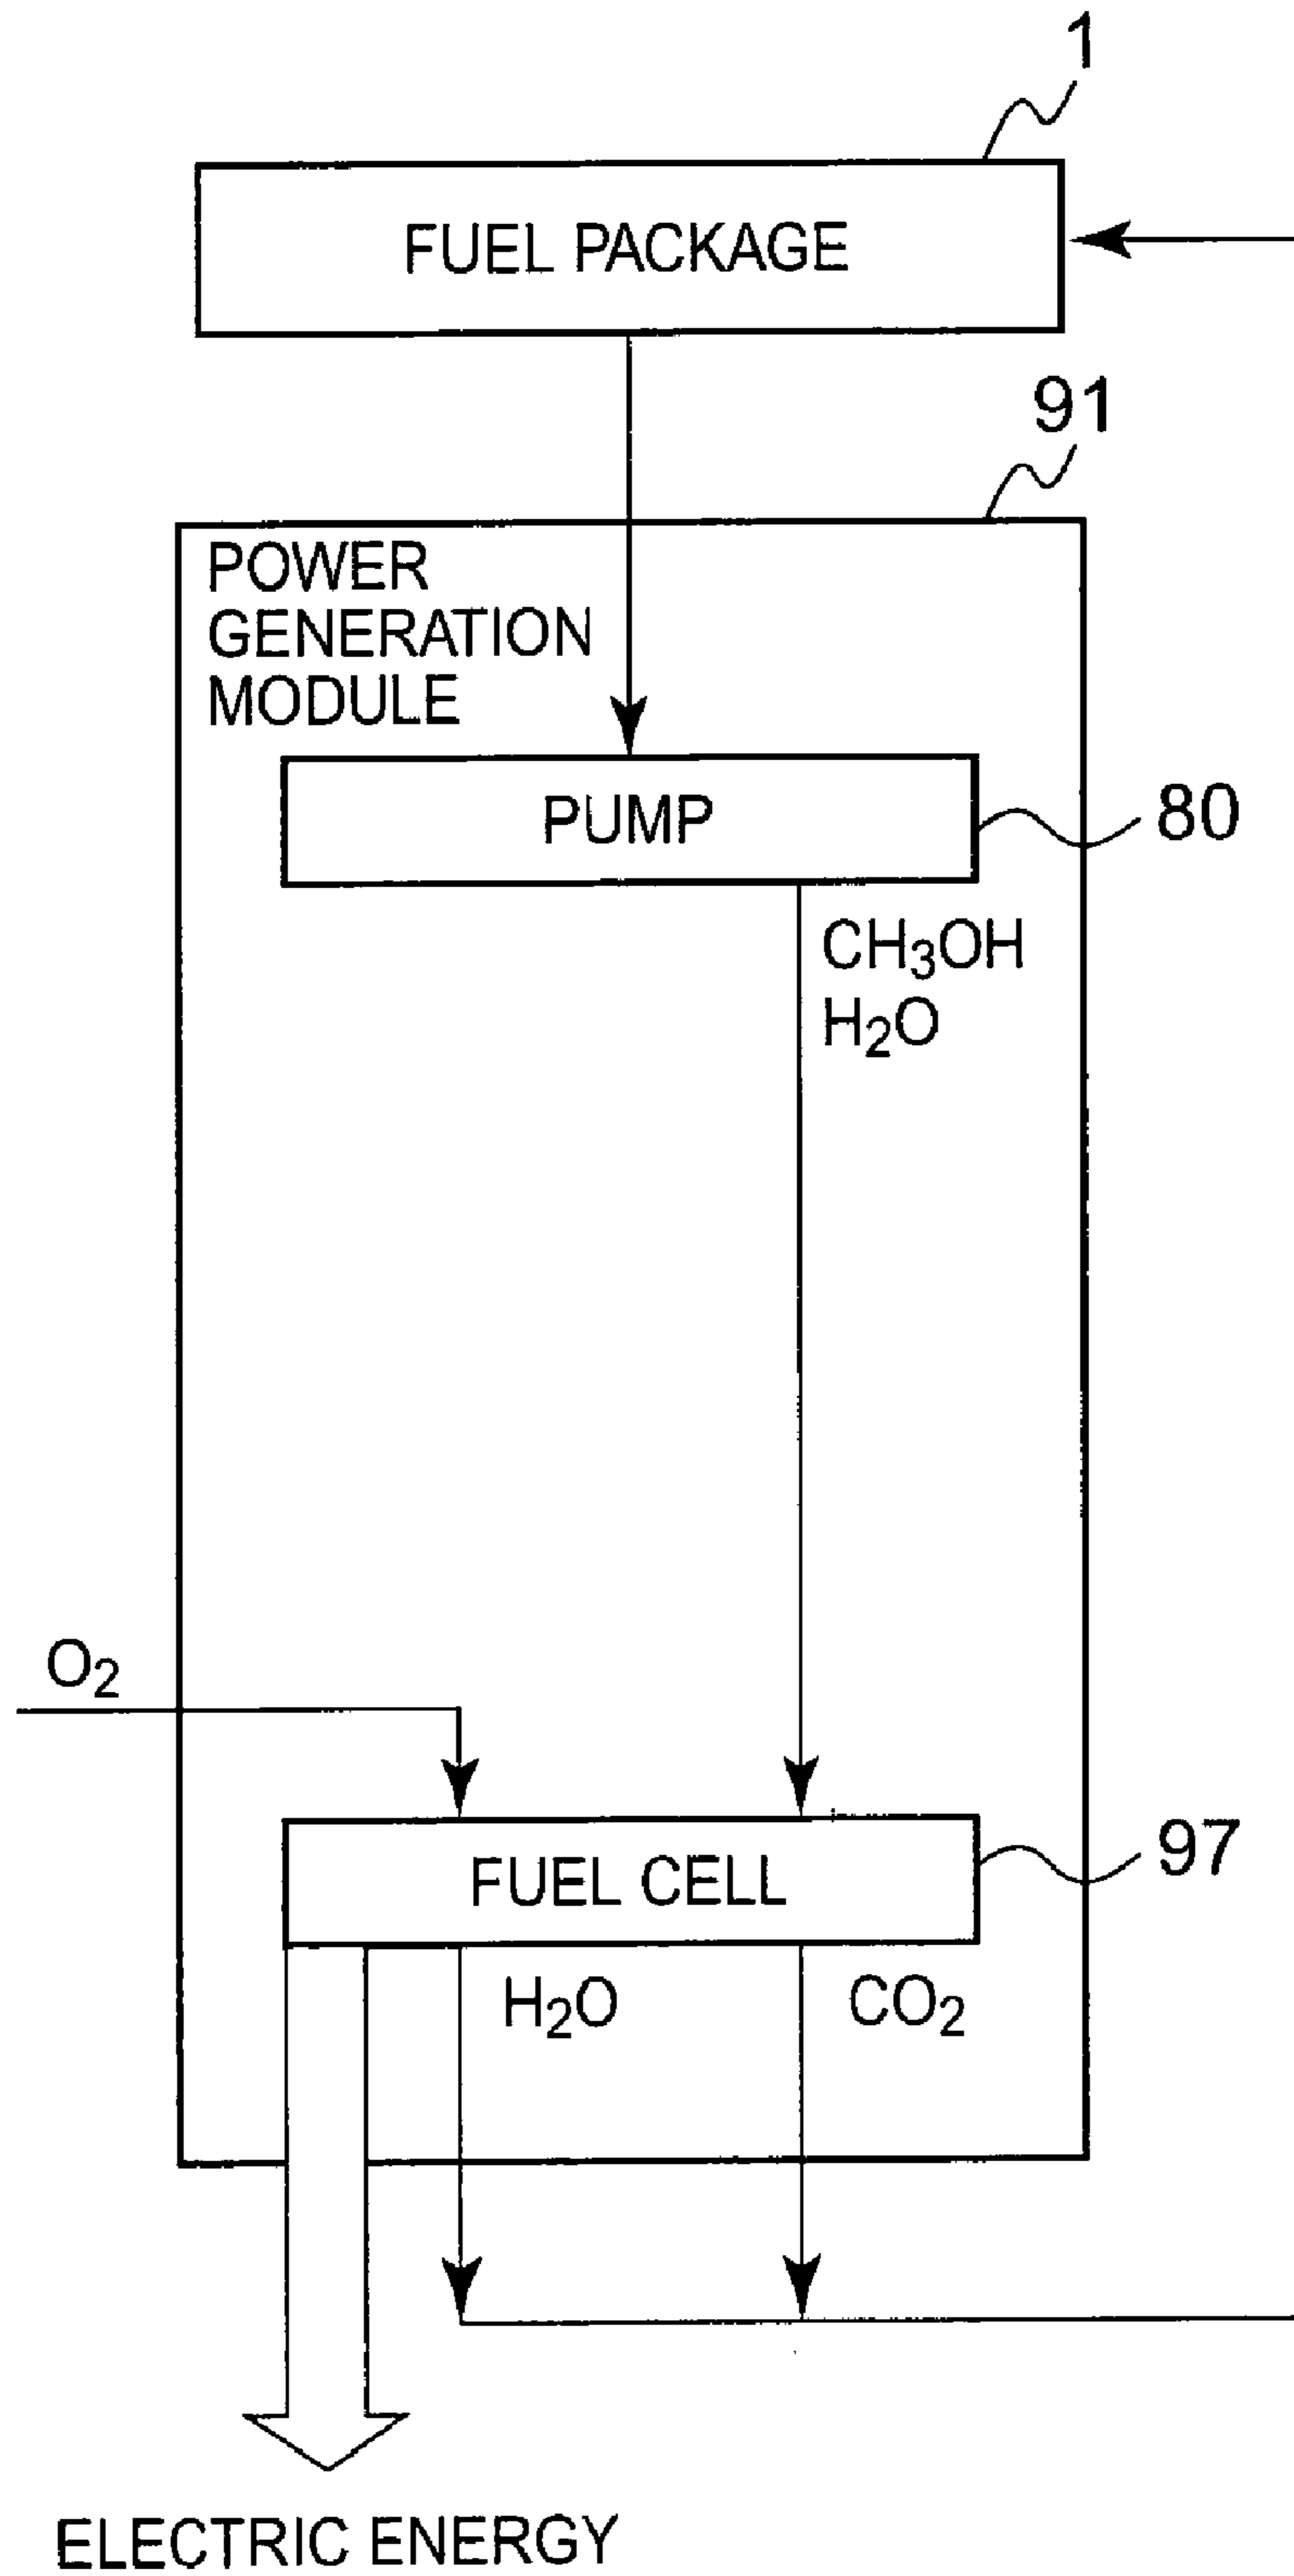 1
FUEL PACKAGE
91
POWER
GENERATION
MODULE
PUMP
80
CH₃OH
H₂O
O₂
97
FUEL CELL
H₂O
CO₂
ELECTRIC ENERGY